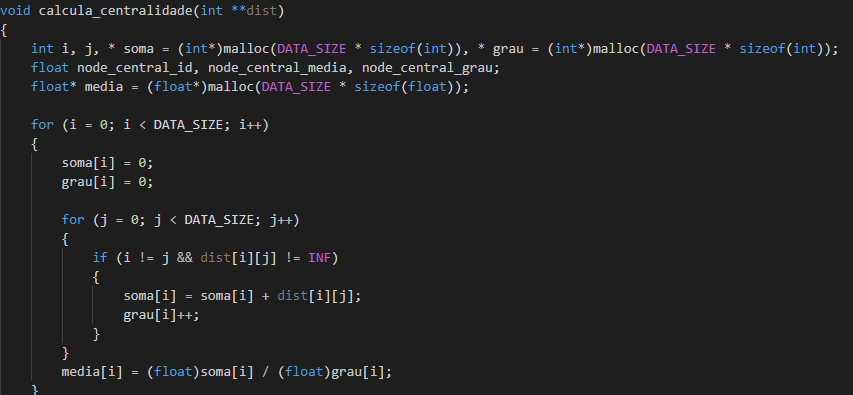 void calcula_centralidade(int **dist)
{
    int i, j, * soma = (int*)malloc(DATA_SIZE * sizeof(int)), * grau = (int*)malloc(DATA_SIZE * sizeof(int));
    float node_central_id, node_central_media, node_central_grau;
    float* media = (float*)malloc(DATA_SIZE * sizeof(float));

    for (i = 0; i < DATA_SIZE; i++)
    {
        soma[i] = 0;
        grau[i] = 0;

        for (j = 0; j < DATA_SIZE; j++)
        {
            if (i != j && dist[i][j] != INF)
            {
                soma[i] = soma[i] + dist[i][j];
                grau[i]++;
            }
        }
        media[i] = (float)soma[i] / (float)grau[i];
    }